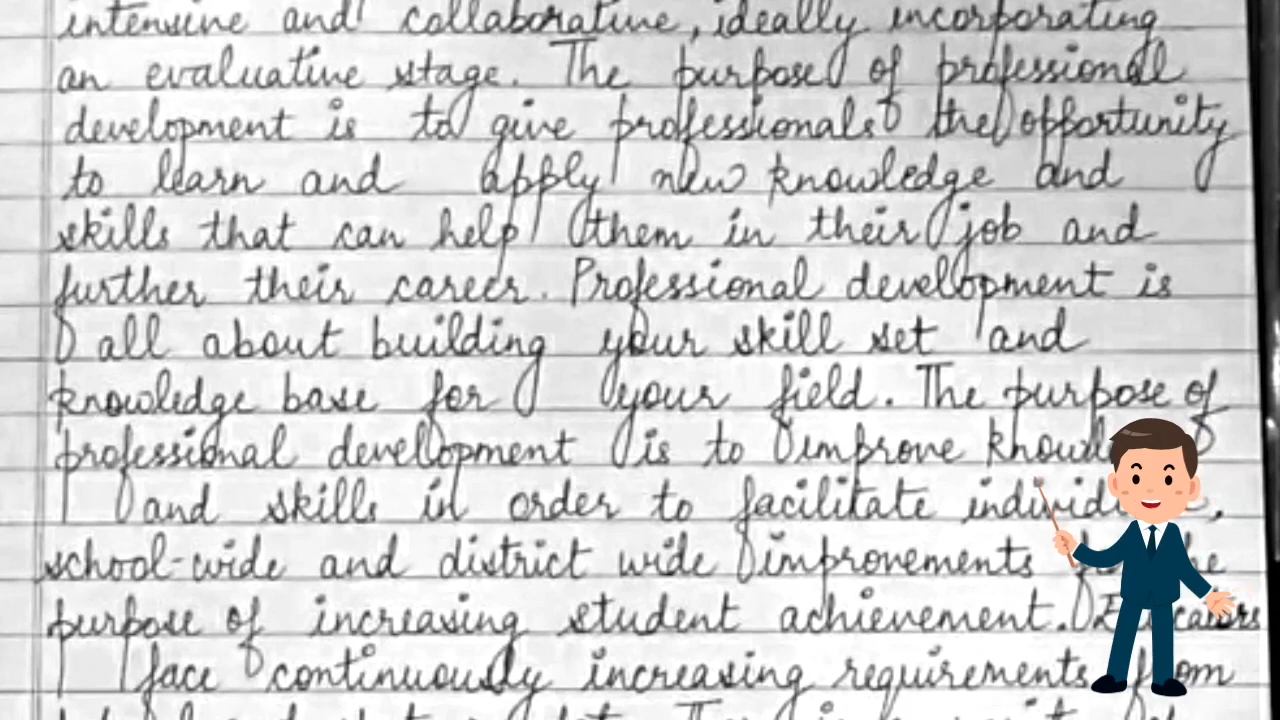 intensive and collaborative, ideally incorporating
an evaluative stage. The purpose of professional
development is to give professionals the opportunity
to learn and apply new knowledge and
skills that can help them in their job and
further their career. Professional development is
all about building your skill set and
knowledge base for your field. The purpose of
professional development is to improve
and skills in order to facilitate
school-wide and district wide improvements
purpose of increasing student achievement.
face continuously increasing requirements from